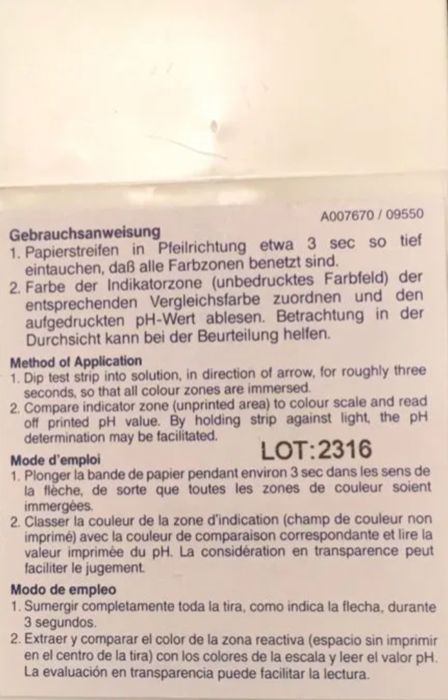 A007670 / 09550
Gebrauchsanweisung
1. Papierstreifen in Pfeilrichtung etwa 3 sec so tief
eintauchen, daß alle Farbzonen benetzt sind.
2. Farbe der Indikatorzone (unbedrucktes Farbfeld) der
entsprechenden Vergleichsfarbe zuordnen und den
aufgedruckten pH-Wert ablesen. Betrachtung in der
Durchsicht kann bei der Beurteilung helfen.
Method of Application
1. Dip test strip into solution, in direction of arrow, for roughly three
seconds, so that all colour zones are immersed.
2. Compare indicator zone (unprinted area) to colour scale and read
off printed pH value. By holding strip against light, the pH
determination may be facilitated.
LOT:2316
Mode d'emploi
1. Plonger la bande de papier pendant environ 3 sec dans les sens de
la flèche, de sorte que toutes les zones de couleur soient
immergées.
2. Classer la couleur de la zone d'indication (champ de couleur non
imprimé) avec la couleur de comparaison correspondante et lire la
valeur imprimée du pH. La considération en transparence peut
faciliter le jugement.
Modo de empleo
1. Sumergir completamente toda la tira, como indica la flecha, durante
3 segundos.
2. Extraer y comparar el color de la zona reactiva (espacio sin imprimir
en el centro de la tira) con los colores de la escala y leer el valor pH.
La evaluación en transparencia puede facilitar la lectura.